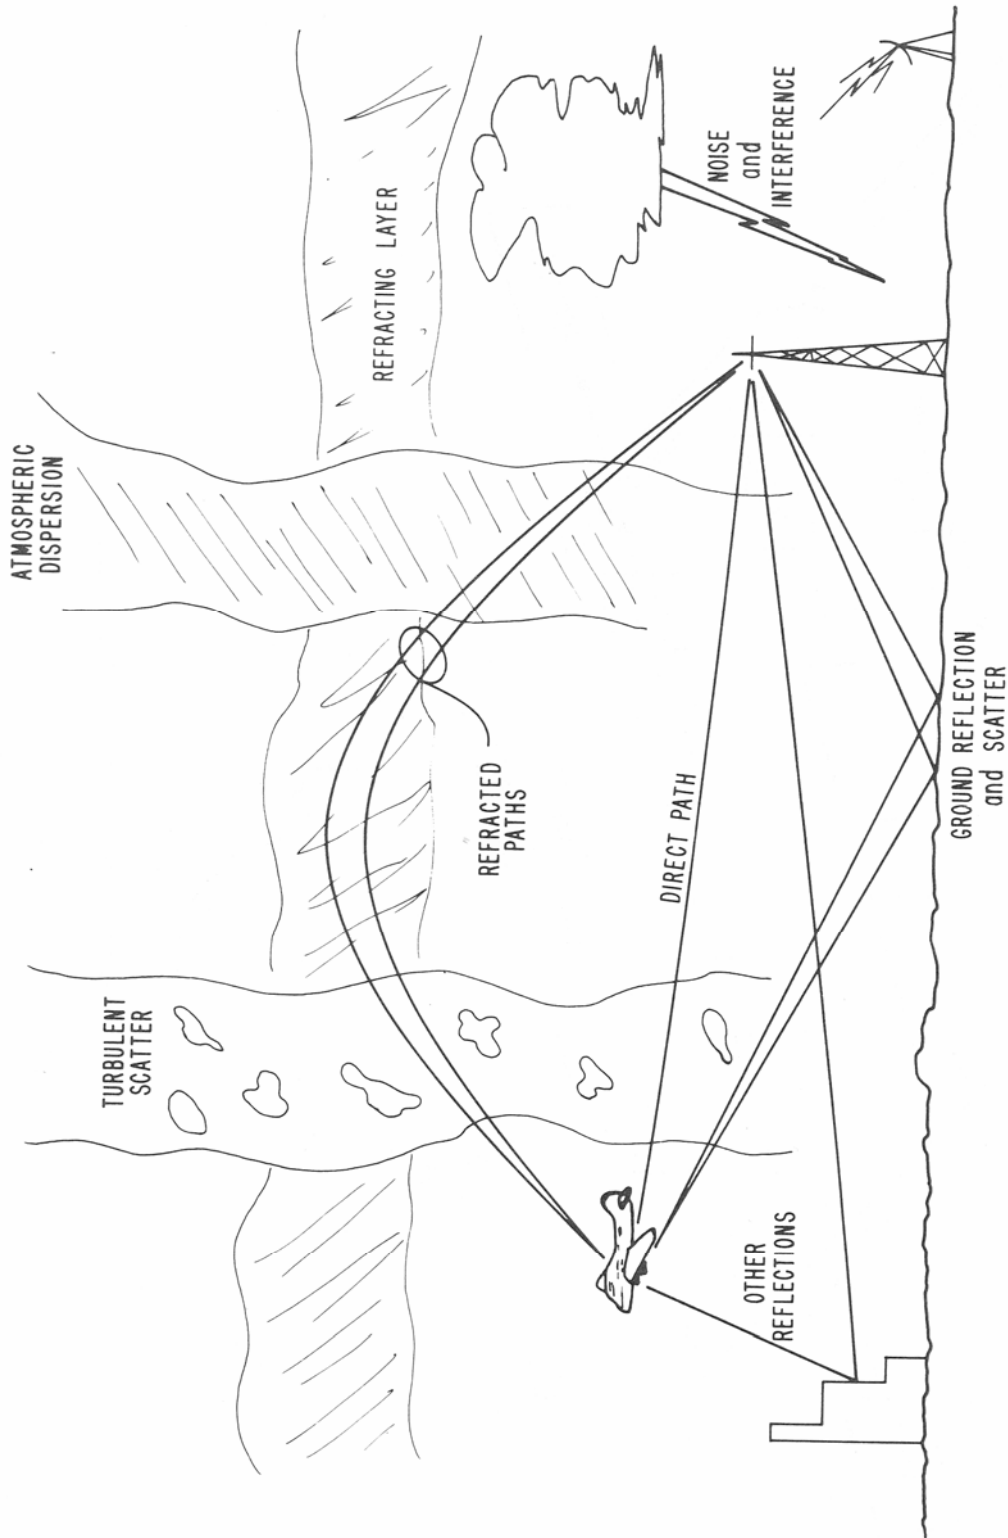 ATMOSPHERIC
DISPERSION
TURBULENT
SCATTER
REFRACTING LAYER
REFRACTED
PATHS
NOISE
and
INTERFERENCE
DIRECT PATH
OTHER
REFLECTIONS
GROUND REFLECTION
and SCATTER